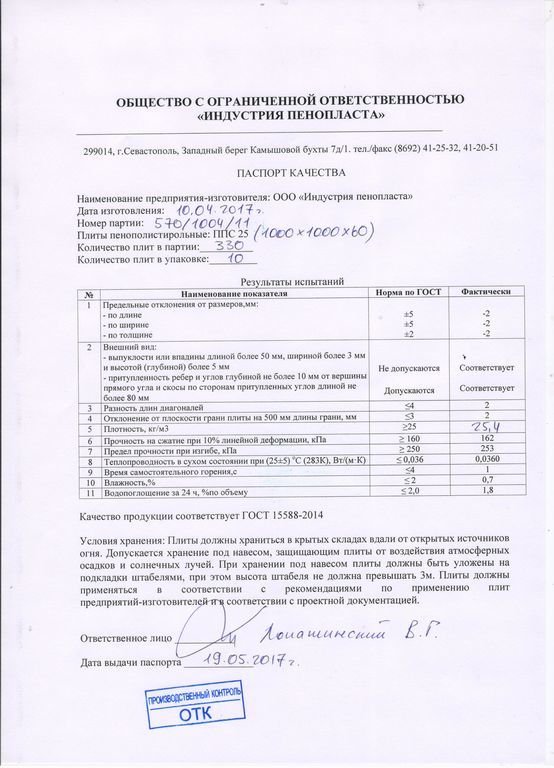 ОБЩЕСТВО С ОГРАНИЧЕННОЙ ОТВЕТСТВЕННОСТЬЮ
«ИНДУСТРИЯ ПЕНОПЛАСТА»
299014, г.Севастополь, Западный берег Камышовой бухты 7д/1. тел./факс (8692) 41-25-32, 41-20-51
ПАСПОРТ КАЧЕСТВА
Наименование предприятия-изготовителя: ООО «Индустрия пенопласта»
Дата изготовления: 10.04.2017г.
Номер партии: 570/1004/11
Плиты пенополистирольные: ППС 25 (1000×1000×60)
Количество плит в партии: 330
Количество плит в упаковке: 10
Результаты испытаний
№ Наименование показателя Норма по ГОСТ Фактически
1 Предельные отклонения от размеров,мм:
- по длине ±5 -2
- по ширине ±5 -2
- по толщине ±2 -2
2 Внешний вид:
- выпуклости или впадины длиной более 50 мм, шириной более 3 мм
и высотой (глубиной) более 5 мм Не допускаются Соответствует
- притупленность ребер и углов глубиной не более 10 мм от вершины
прямого угла и скосы по сторонам притупленных углов длиной не
более 80 мм Допускаются Соответствует
3 Разность длин диагоналей ≤4 2
4 Отклонение от плоскости грани плиты на 500 мм длины грани, мм ≤3 2
5 Плотность, кг/м3 ≥25 25,4
6 Прочность на сжатие при 10% линейной деформации, кПа ≥ 160 162
7 Предел прочности при изгибе, кПа ≥ 250 253
8 Теплопроводность в сухом состоянии при (25±5) °С (283К), Вт/(м·К) ≤ 0,036 0,0360
9 Время самостоятельного горения,с ≤4 1
10 Влажность,% ≤ 2 0,7
11 Водопоглощение за 24 ч, %по объему ≤ 2,0 1,8
Качество продукции соответствует ГОСТ 15588-2014
Условия хранения: Плиты должны храниться в крытых складах вдали от открытых источников
огня. Допускается хранение под навесом, защищающим плиты от воздействия атмосферных
осадков и солнечных лучей. При хранении под навесом плиты должны быть уложены на
подкладки штабелями, при этом высота штабеля не должна превышать 3м. Плиты должны
применяться в соответствии с рекомендациями по применению плит
предприятий-изготовителей и в соответствии с проектной документацией.
Ответственное лицо Лопашинский В.Г.
Дата выдачи паспорта 19.05.2017г.
ПРОИЗВОДСТВЕННЫЙ КОНТРОЛЬ
ОТК